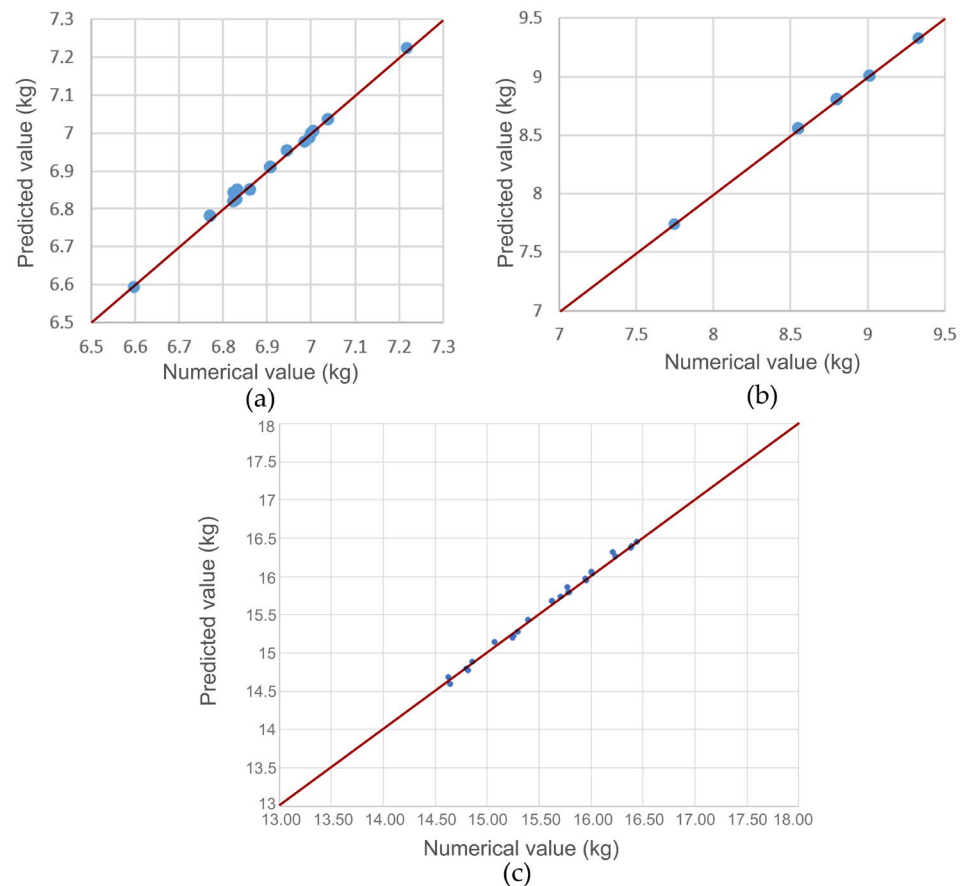 7.3
7.2
7.1
7
6.9
6.8
6.7
6.6
6.5
6.5 6.6 6.7 6.8 6.9 7 7.1 7.2 7.3
Predicted value (kg)
Numerical value (kg)
(a)
9.5
9
8.5
8
7.5
7
7 7.5 8 8.5 9 9.5
Predicted value (kg)
Numerical value (kg)
(b)
18
17.5
17
16.5
16
15.5
15
14.5
14
13.5
13
13.00 13.50 14.00 14.50 15.00 15.50 16.00 16.50 17.00 17.50 18.00
Predicted value (kg)
Numerical value (kg)
(c)